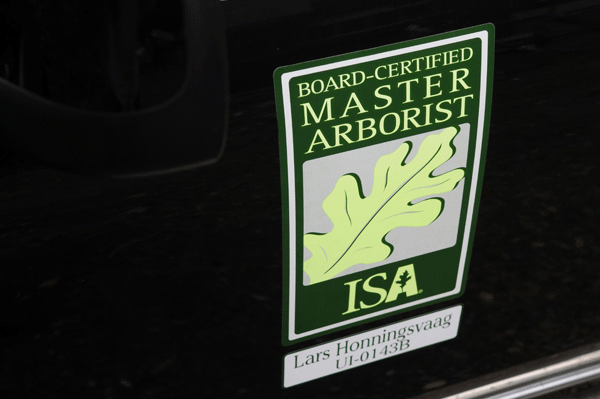 BOARD-CERTIFIED
MASTER
ARBORIST
ISA®
Lars Honningsvaag
UI-0143B